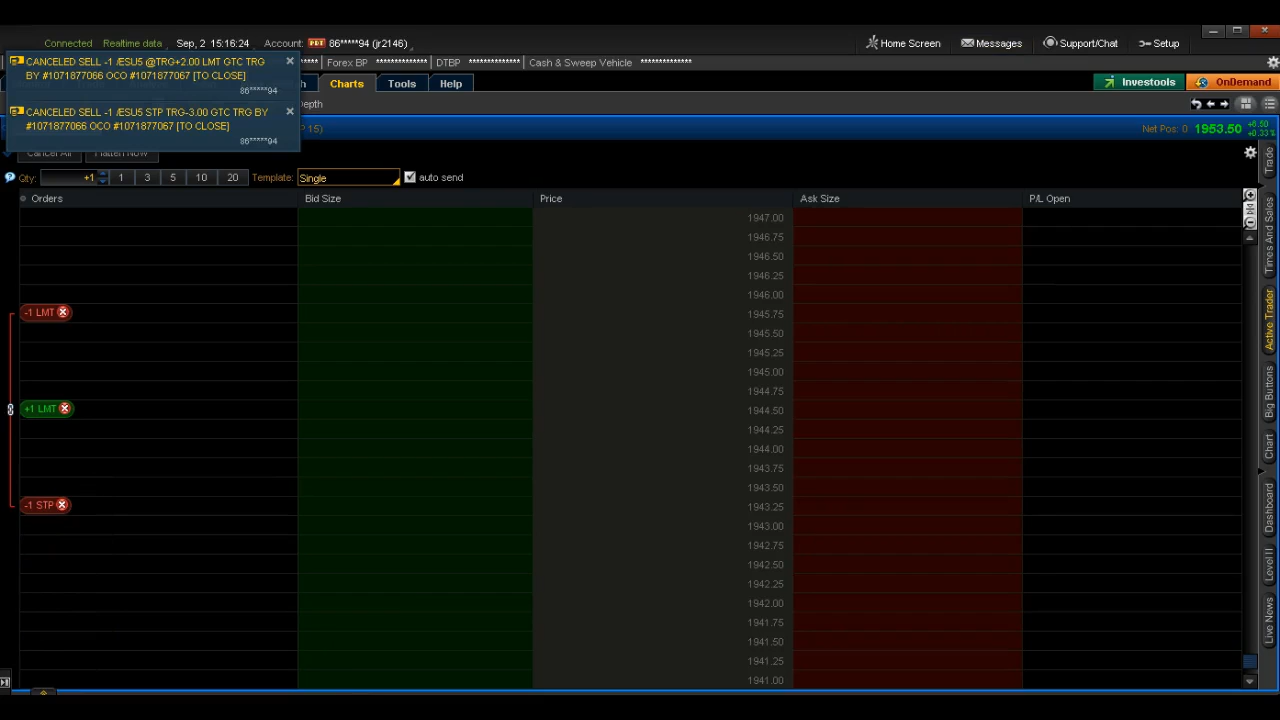 Connected Realtime data Sep, 2 15:16:24 Account: PDT 86*****94 (jr2146) Home Screen Messages Support/Chat Setup
CANCELED SELL -1 /ESU5 @TRG+2.00 LMT GTC TRG
BY #1071877066 OCO #1071877067 [TO CLOSE]
86*****94
Forex BP DTBP Cash & Sweep Vehicle
Charts Tools Help Investools OnDemand
CANCELED SELL -1 /ESU5 STP TRG-3.00 GTC TRG BY
#1071877066 OCO #1071877067 [TO CLOSE]
86*****94
Depth
Net Pos: 0 1953.50 +6.50
+0.33%
Cancel All Flatten Now
Qty: +1 1 3 5 10 20 Template: Single auto send
Orders Bid Size Price Ask Size P/L Open
1947.00
1946.75
1946.50
1946.25
1946.00
-1 LMT 1945.75
1945.50
1945.25
1945.00
1944.75
+1 LMT 1944.50
1944.25
1944.00
1943.75
1943.50
-1 STP 1943.25
1943.00
1942.75
1942.50
1942.25
1942.00
1941.75
1941.50
1941.25
1941.00
Trade
Times And Sales
Active Trader
Big Buttons
Chart
Dashboard
Level II
Live News